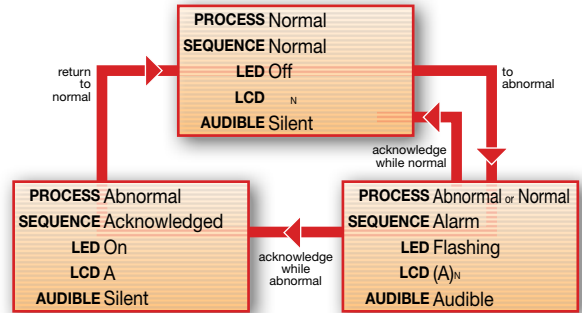 PROCESS Normal
SEQUENCE Normal
LED Off
LCD N
AUDIBLE Silent
return
to
normal
to
abnormal
acknowledge
while normal
PROCESS Abnormal
SEQUENCE Acknowledged
LED On
LCD A
AUDIBLE Silent
acknowledge
while
abnormal
PROCESS Abnormal or Normal
SEQUENCE Alarm
LED Flashing
LCD (A)N
AUDIBLE Audible